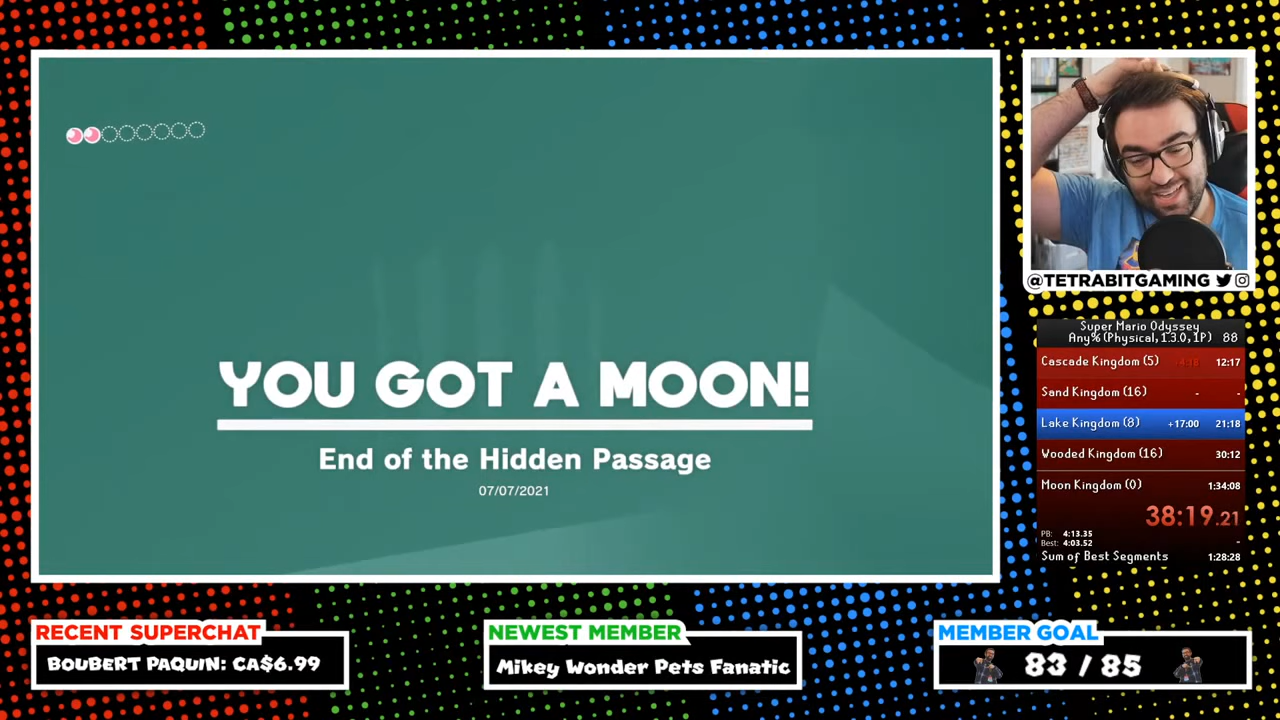 YOU GOT A MOON!
End of the Hidden Passage
07/07/2021
@TETRABITGAMING
Super Mario Odyssey
Any% (Physical, 1.3.0, 1P) 88
Cascade Kingdom (5) -4:18 12:17
Sand Kingdom (16) - -
Lake Kingdom (8) +17:00 21:18
Wooded Kingdom (16) 30:12
Moon Kingdom (0) 1:34:08
38:19.21
PB: 4:13.35
Best: 4:03.52 -
Sum of Best Segments 1:28:28
RECENT SUPERCHAT
BOUBERT PAQUIN: CA$6.99
NEWEST MEMBER
Mikey Wonder Pets Fanatic
MEMBER GOAL
83 / 85